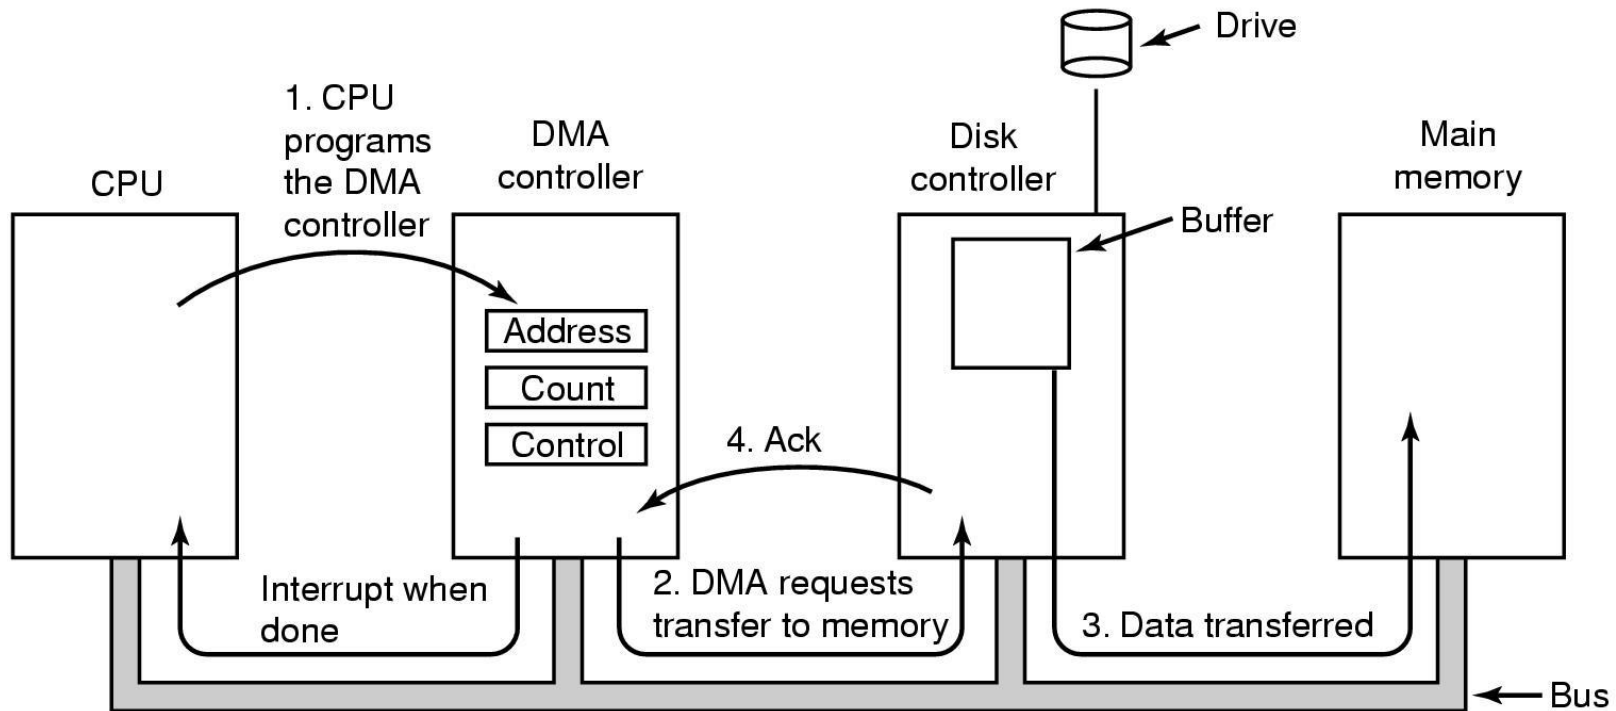 Drive
1. CPU
programs
the DMA
controller
DMA
controller
Disk
controller
Main
memory
CPU
Buffer
Address
Count
Control
4. Ack
Interrupt when
done
2. DMA requests
transfer to memory
3. Data transferred
Bus